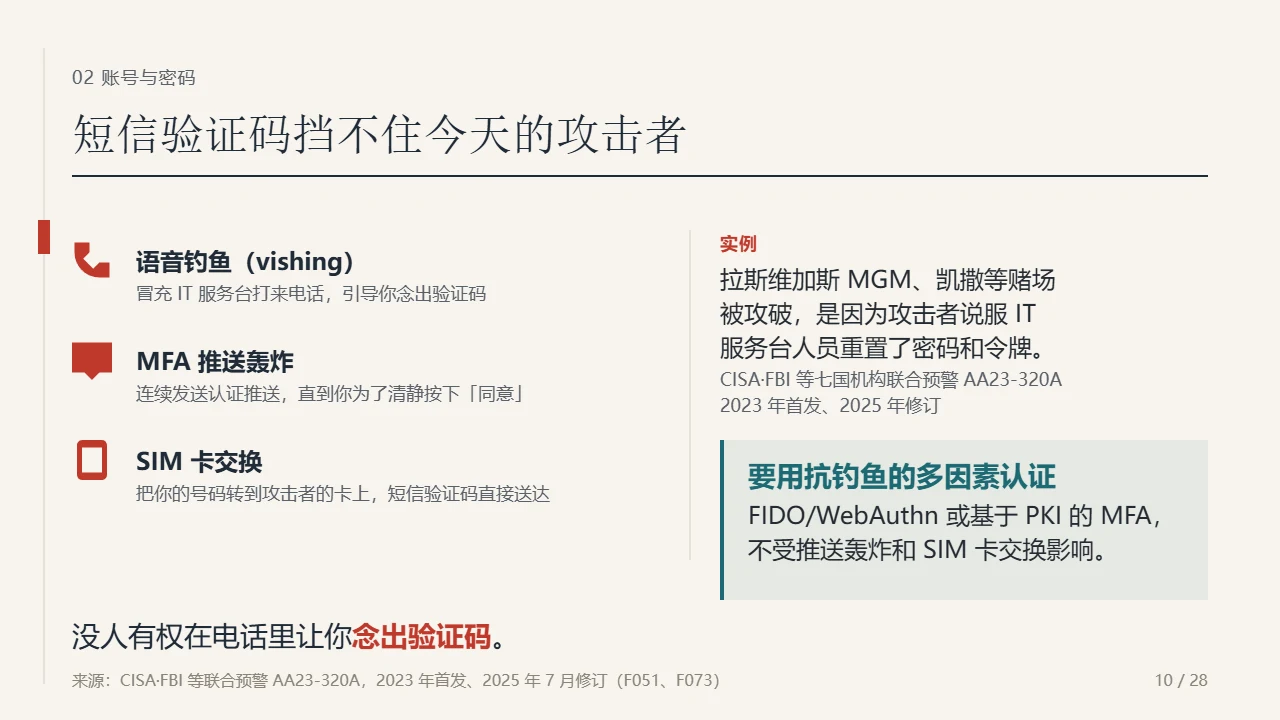 02 账号与密码
短信验证码挡不住今天的攻击者
语音钓鱼（vishing）
冒充 IT 服务台打来电话，引导你念出验证码
MFA 推送轰炸
连续发送认证推送，直到你为了清静按下「同意」
SIM 卡交换
把你的号码转到攻击者的卡上，短信验证码直接送达
实例
拉斯维加斯 MGM、凯撒等赌场
被攻破，是因为攻击者说服 IT
服务台人员重置了密码和令牌。
CISA·FBI 等七国机构联合预警 AA23-320A
2023 年首发、2025 年修订
要用抗钓鱼的多因素认证
FIDO/WebAuthn 或基于 PKI 的 MFA，
不受推送轰炸和 SIM 卡交换影响。
没人有权在电话里让你念出验证码。
来源：CISA·FBI 等联合预警 AA23-320A，2023 年首发、2025 年 7 月修订（F051、F073）
10 / 28